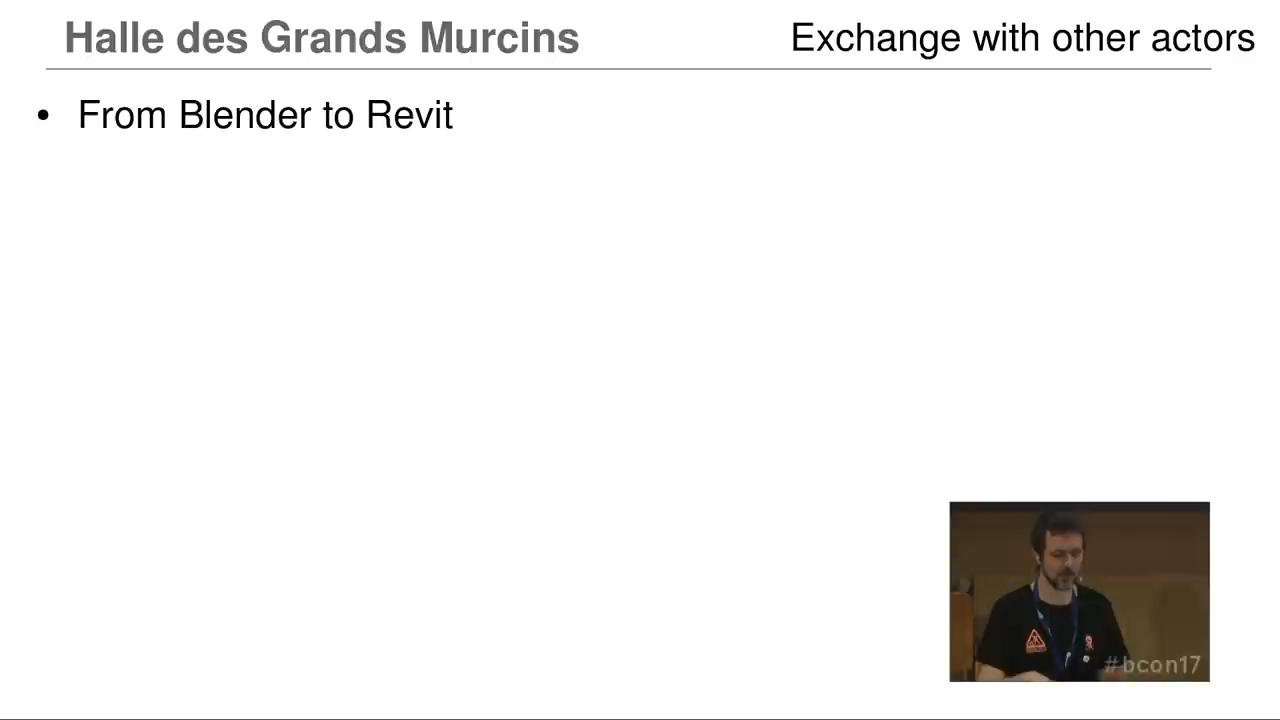 Halle des Grands Murcins
Exchange with other actors
• From Blender to Revit
#bcon17